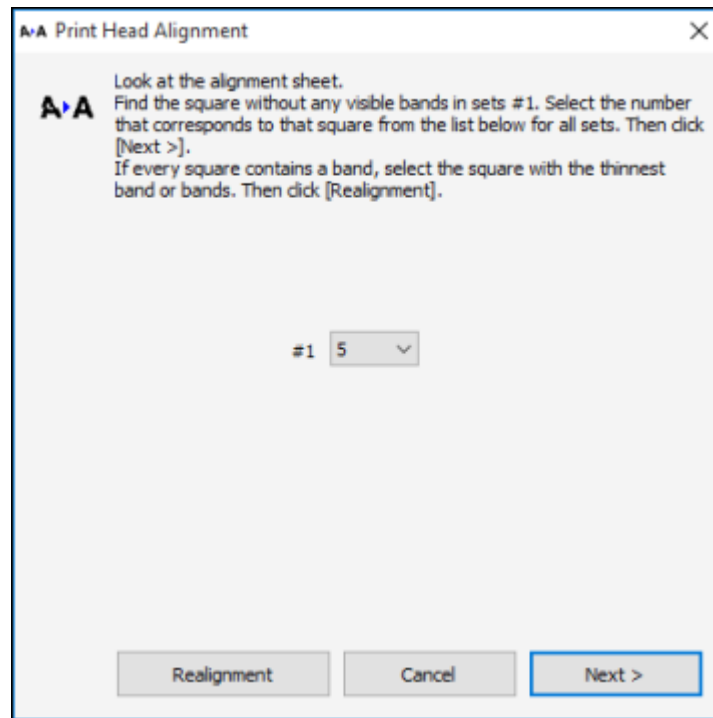 A▸A Print Head Alignment
Look at the alignment sheet.
A▸A
Find the square without any visible bands in sets #1. Select the number
that corresponds to that square from the list below for all sets. Then click
[Next >].
If every square contains a band, select the square with the thinnest
band or bands. Then click [Realignment].
#1 5
Realignment Cancel Next >